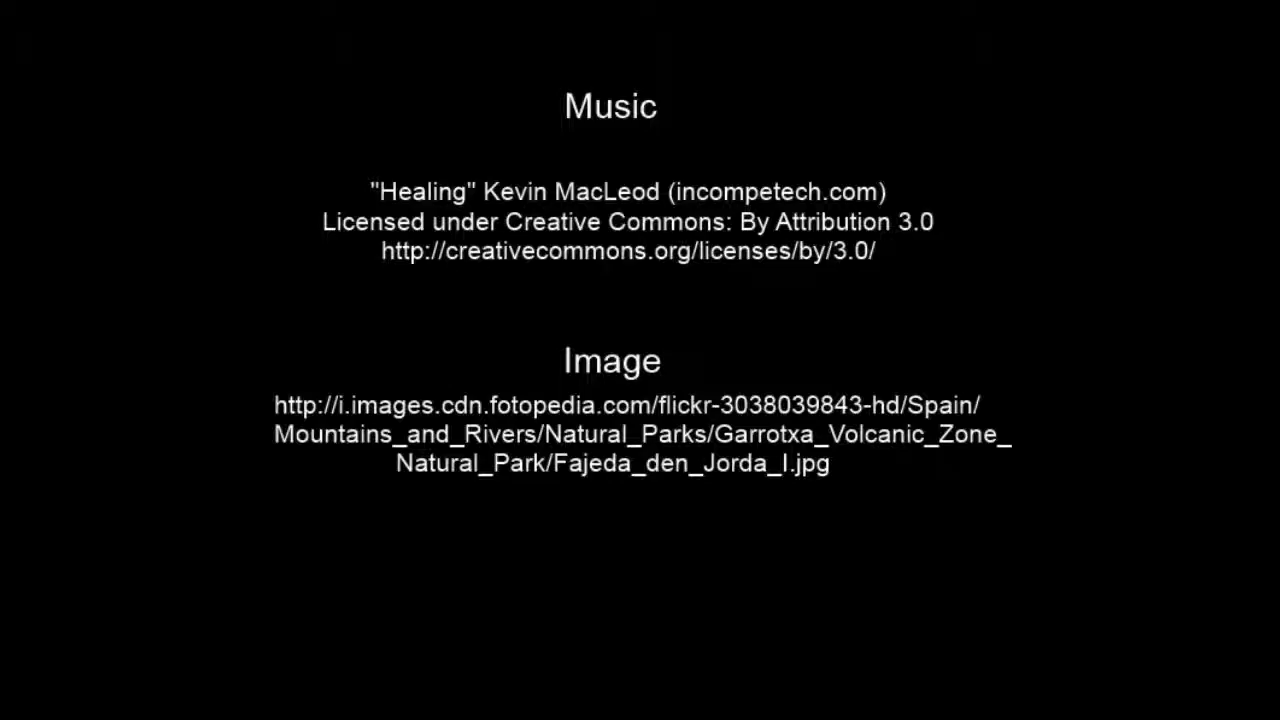 Music
"Healing" Kevin MacLeod (incompetech.com)
Licensed under Creative Commons: By Attribution 3.0
http://creativecommons.org/licenses/by/3.0/
Image
http://i.images.cdn.fotopedia.com/flickr-3038039843-hd/Spain/
Mountains_and_Rivers/Natural_Parks/Garrotxa_Volcanic_Zone_
Natural_Park/Fajeda_den_Jorda_I.jpg